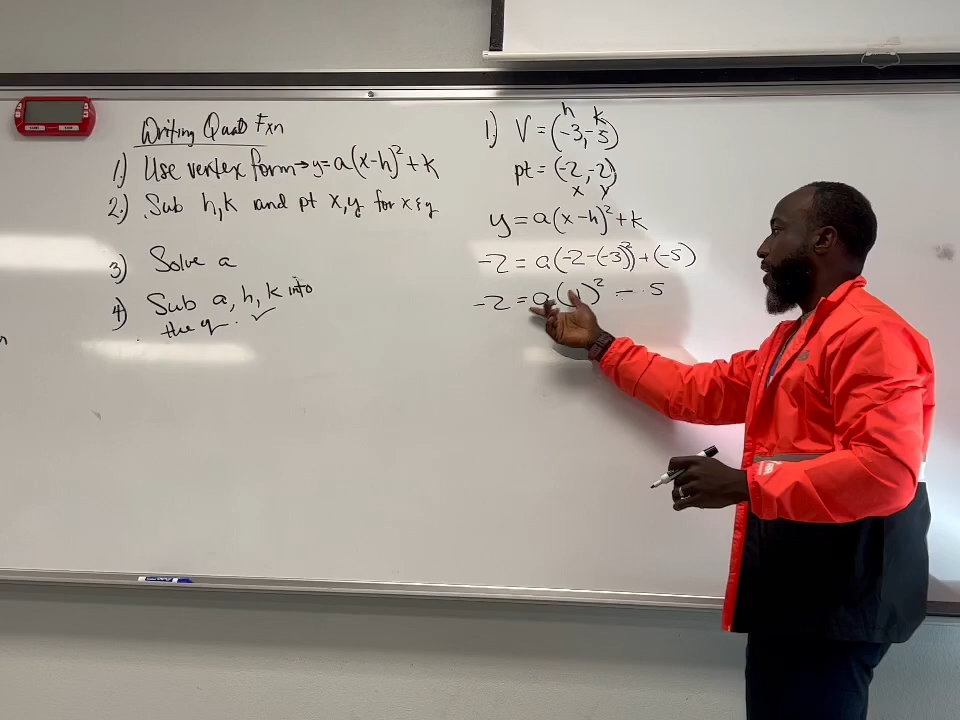 Writing Quad Fxn
1.) Use vertex form → y = a(x-h)² + k
2.) Sub h, k and pt x, y for x & y
3) Solve a
4) Sub a, h, k into
the
1.) V = (-3, -5)
h k
pt = (-2, -2)
x y
y = a(x-h)² + k
-2 = a(-2-(-3))² + (-5)
-2 = a(1)² - 5